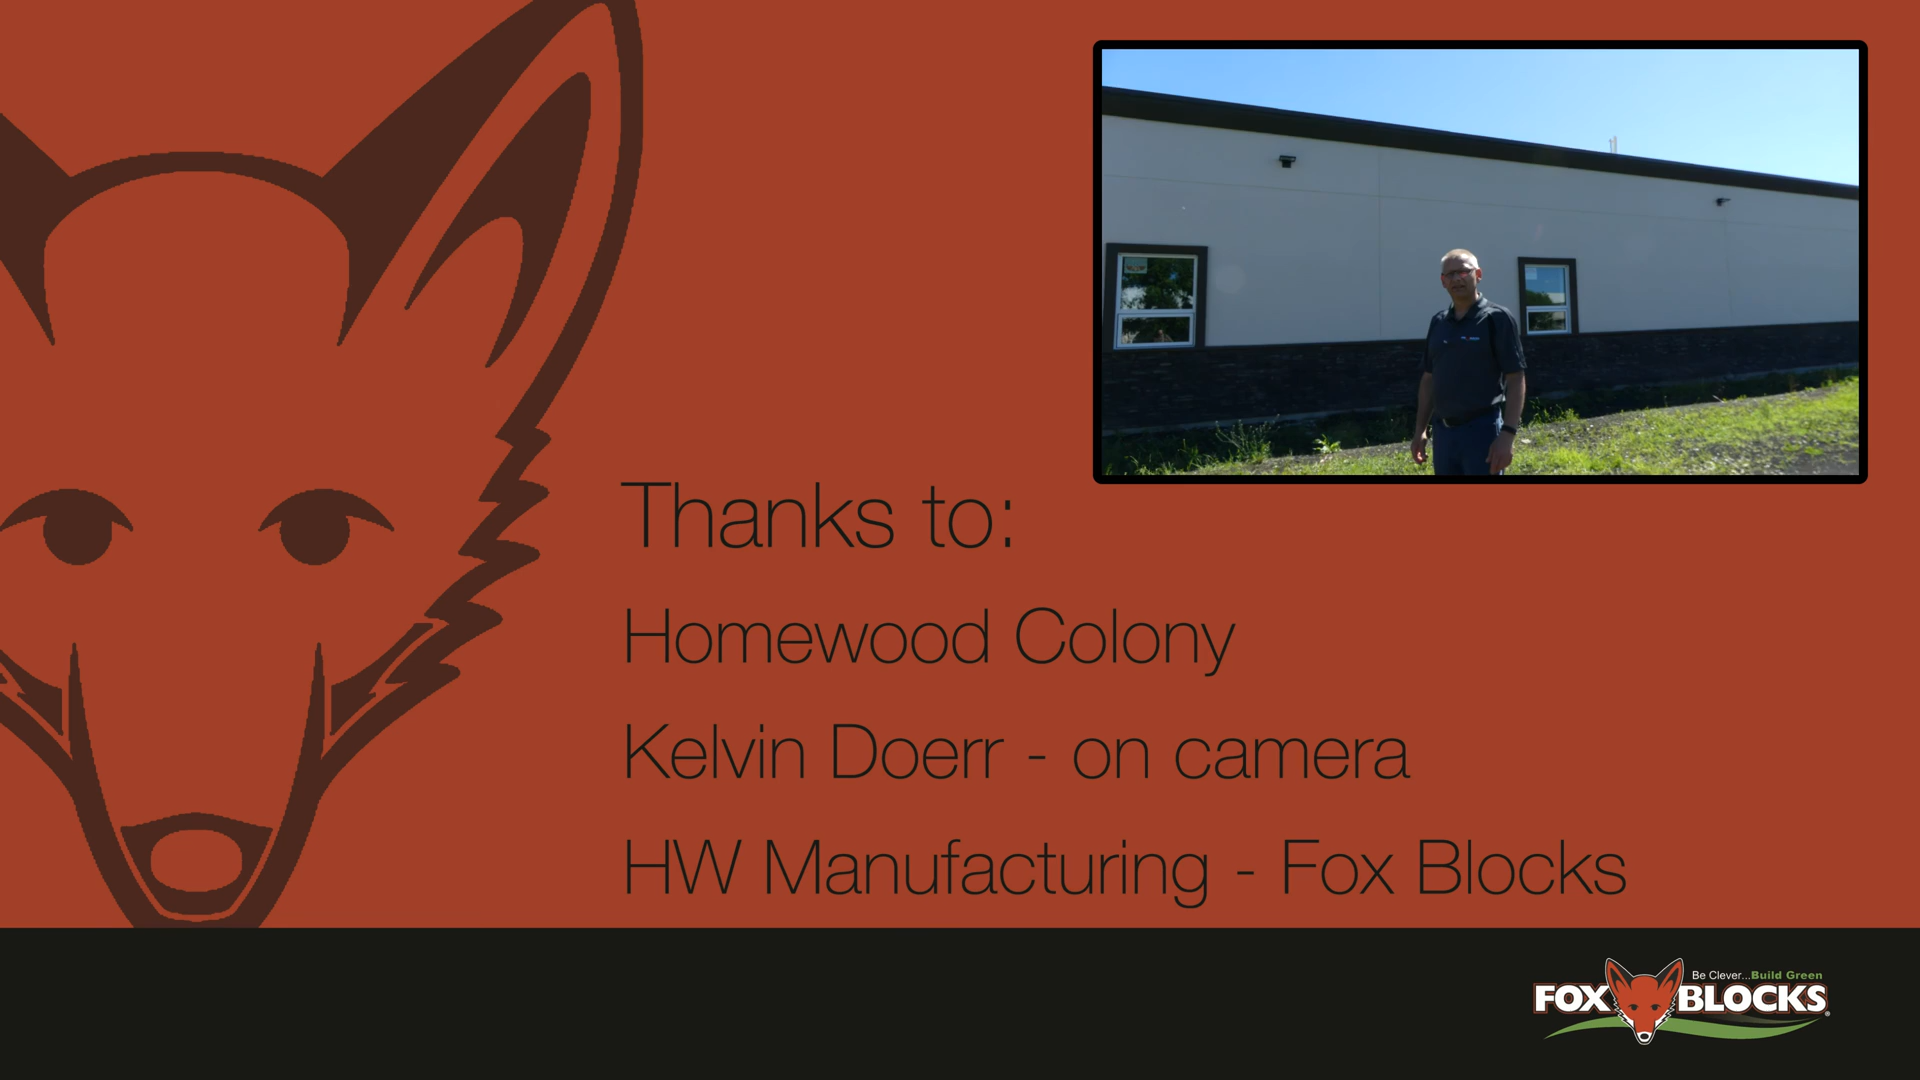 Thanks to:
Homewood Colony
Kelvin Doerr - on camera
HW Manufacturing - Fox Blocks
Be Clever...Build Green
FOX BLOCKS®